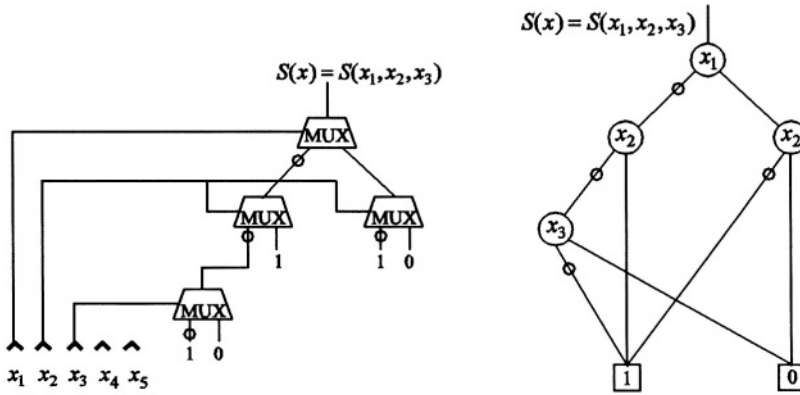 S(x) = S(x₁, x₂, x₃)
MUX
MUX MUX
1 1 0
MUX
1 0
x₁ x₂ x₃ x₄ x₅
S(x) = S(x₁, x₂, x₃)
x₁
x₂ x₂
x₃
1 0